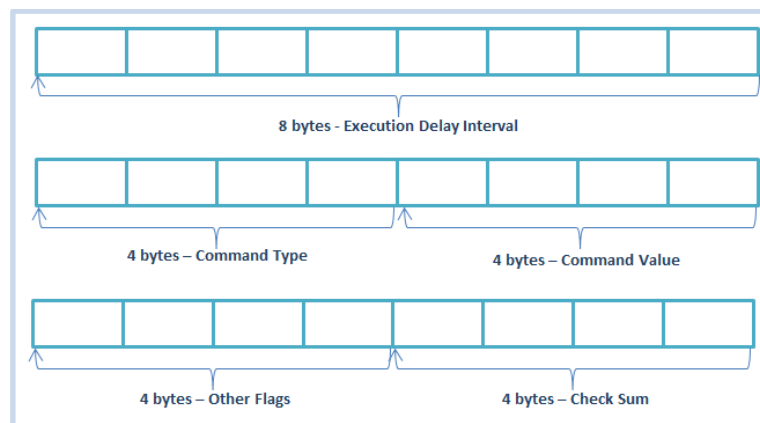 8 bytes - Execution Delay Interval
4 bytes – Command Type
4 bytes – Command Value
4 bytes – Other Flags
4 bytes – Check Sum